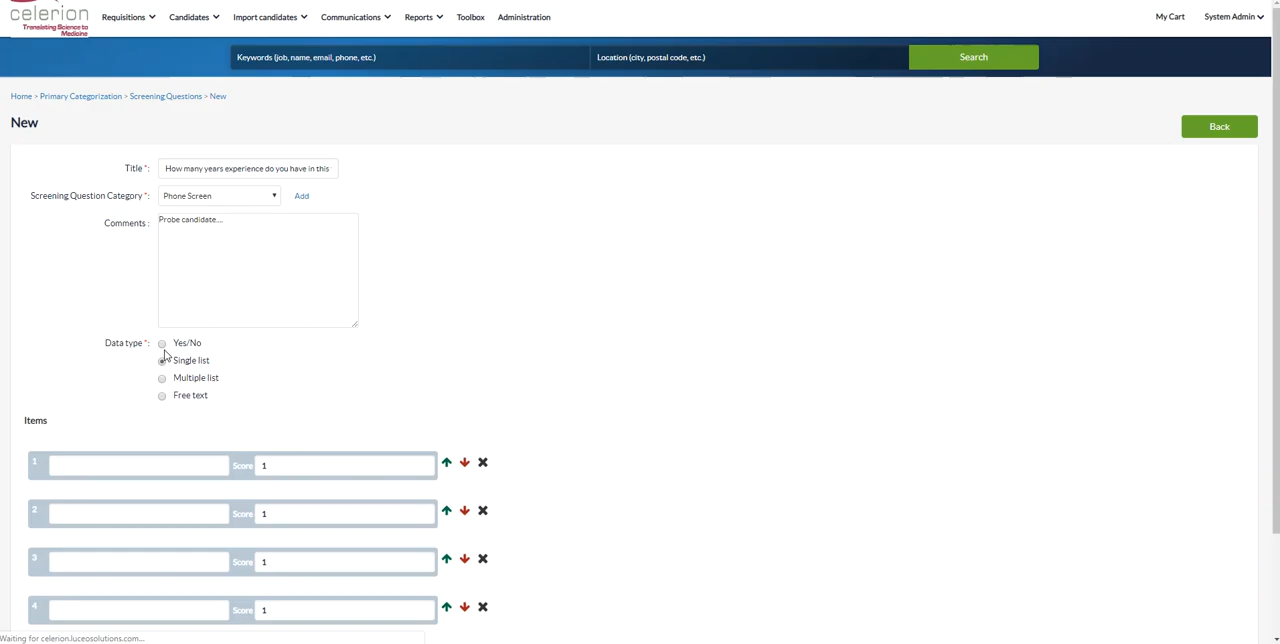 celerion
Translating Science to
Medicine
Requisitions
Candidates
Import candidates
Communications
Reports
Toolbox
Administration
My Cart
System Admin
Keywords (job, name, email, phone, etc.)
Location (city, postal code, etc.)
Search
Home > Primary Categorization > Screening Questions > New
New
Back
Title *:
How many years experience do you have in this
Screening Question Category *:
Phone Screen
Add
Comments :
Probe candidate....
Data type *:
Yes/No
Single list
Multiple list
Free text
Items
1
Score
1
2
Score
1
3
Score
1
4
Score
1
Waiting for celerion.luceosolutions.com...